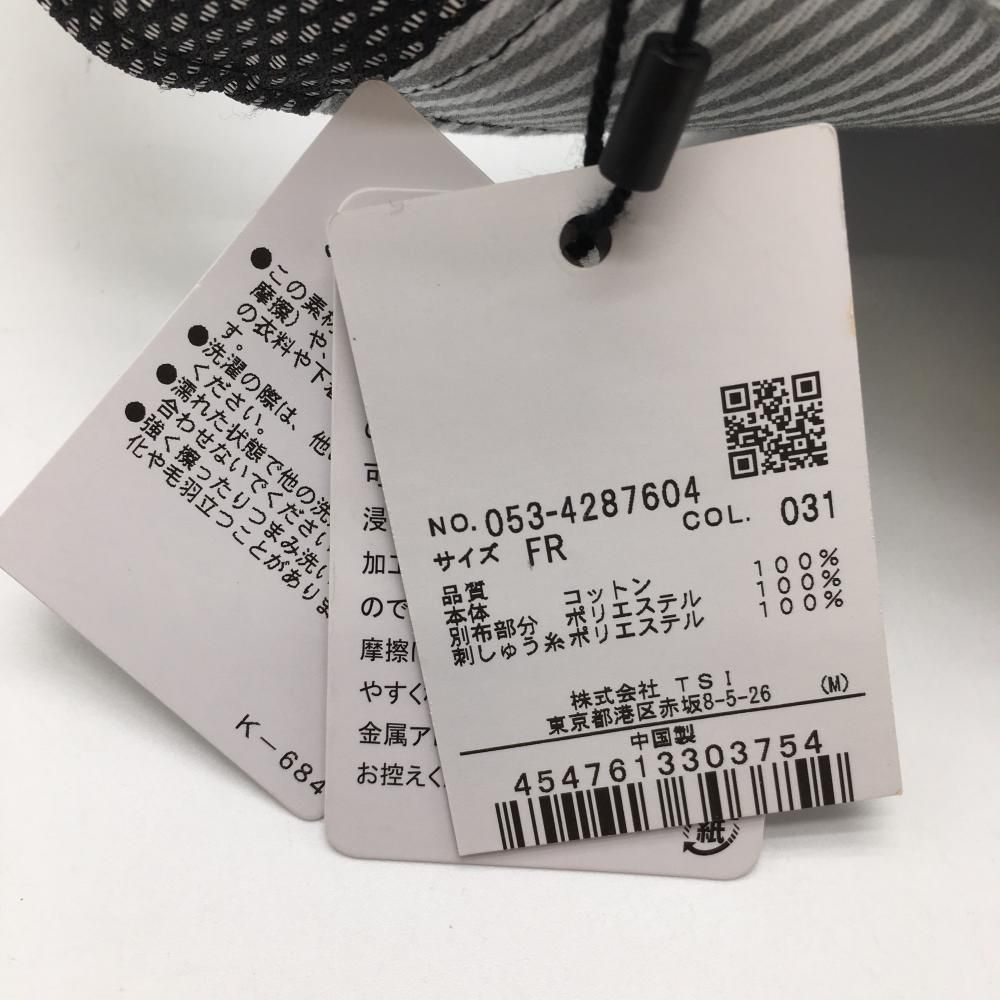 ●この素材
摩擦）や、
の衣料や下着
す。
●洗濯の際は、他
ください。
●濡れた状態で他の洗
合わせないでください
●強く擦ったりつまみ洗い
化や毛羽立つことがありま
K-684
可
浸
加工
ので
摩擦
やすく
金属ア
お控えく
NO. 053-4287604
COL. 031
サイズ FR
品質
本体 コットン 100%
別布部分 ポリエステル 100%
刺しゅう糸ポリエステル 100%
株式会社 TSI
東京都港区赤坂8-5-26 (M)
中国製
4547613303754
紙